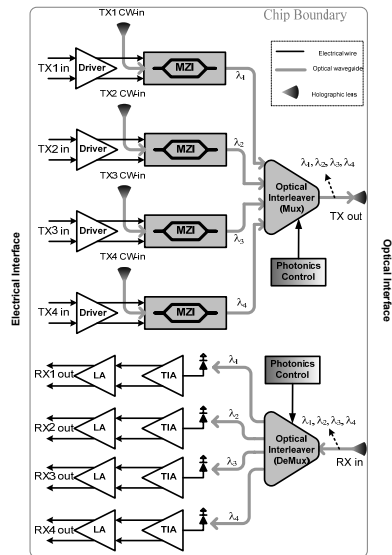 Chip Boundary
Electrical wire
Optical waveguide
Holographic lens
TX1 CW-in
TX1 in
Driver
MZI
λ1
TX2 CW-in
TX2 in
Driver
MZI
λ2
TX3 CW-in
TX3 in
Driver
MZI
λ3
TX4 CW-in
TX4 in
Driver
MZI
λ4
Optical
Interleaver
(Mux)
λ1, λ2, λ3, λ4
TX out
Photonics
Control
Electrical Interface
Optical Interface
RX1 out
LA
TIA
λ1
RX2 out
LA
TIA
λ2
RX3 out
LA
TIA
λ3
RX4 out
LA
TIA
λ4
Photonics
Control
Optical
Interleaver
(DeMux)
λ1, λ2, λ3, λ4
RX in